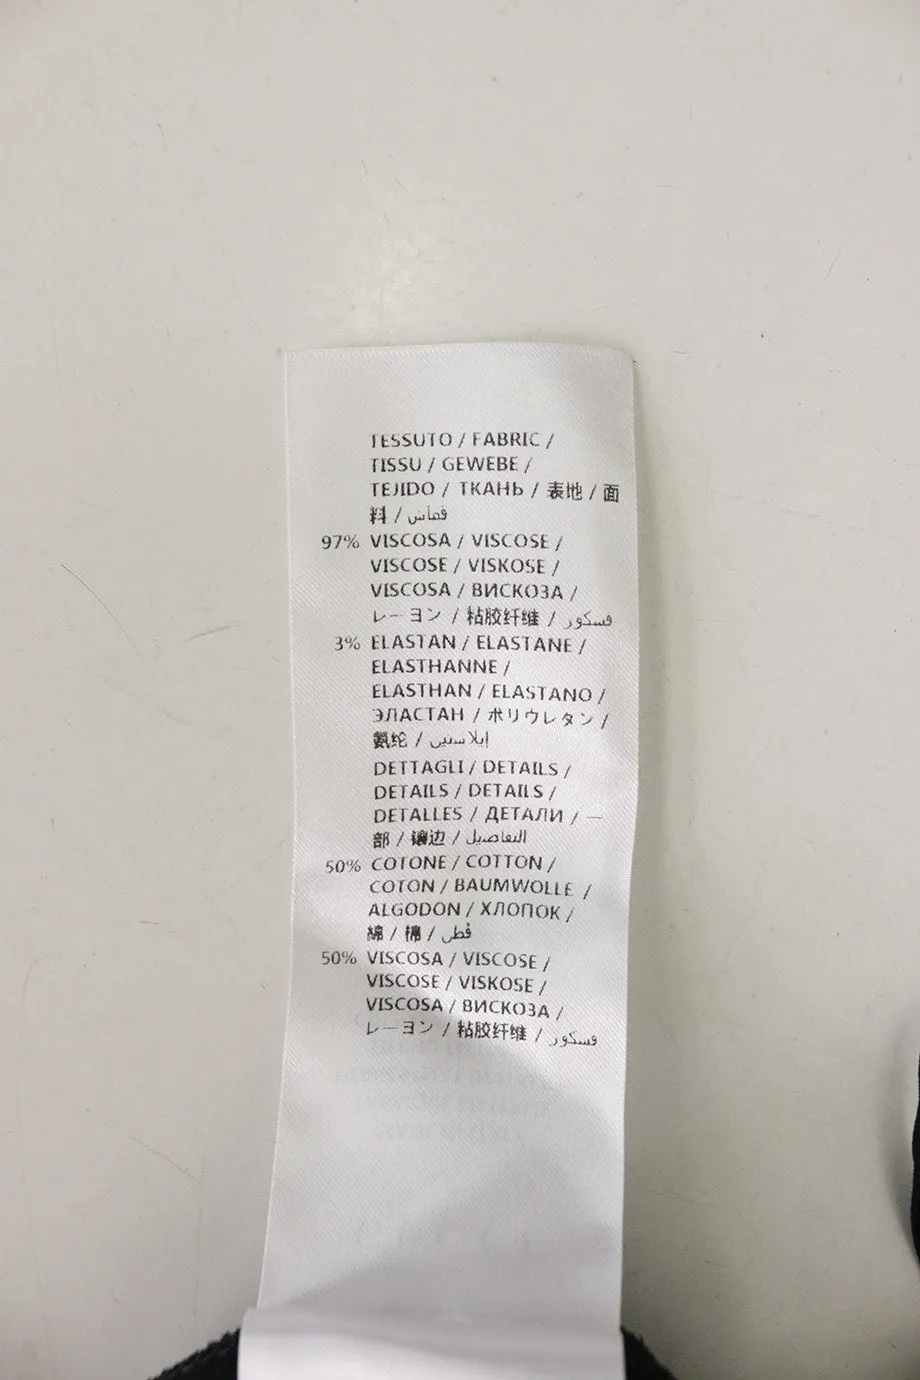 TESSUTO / FABRIC /
TISSU / GEWEBE /
TEJIDO / ТКАНЬ / 表地 / 面
料 / قماش
97% VISCOSA / VISCOSE /
VISCOSE / VISKOSE /
VISCOSA / ВИСКОЗА /
レーヨン / 粘胶纤维 / فسكور
3% ELASTAN / ELASTANE /
ELASTHANNE /
ELASTHAN / ELASTANO /
ЭЛАСТАН / ポリウレタン /
氨纶 / إيلاستين
DETTAGLI / DETAILS /
DETAILS / DETAILS /
DETALLES / ДЕТАЛИ / 一
部 / 镶边 / التفاصيل
50% COTONE / COTTON /
COTON / BAUMWOLLE /
ALGODON / ХЛОПОК /
綿 / 棉 / قطن
50% VISCOSA / VISCOSE /
VISCOSE / VISKOSE /
VISCOSA / ВИСКОЗА /
レーヨン / 粘胶纤维 / فسكور